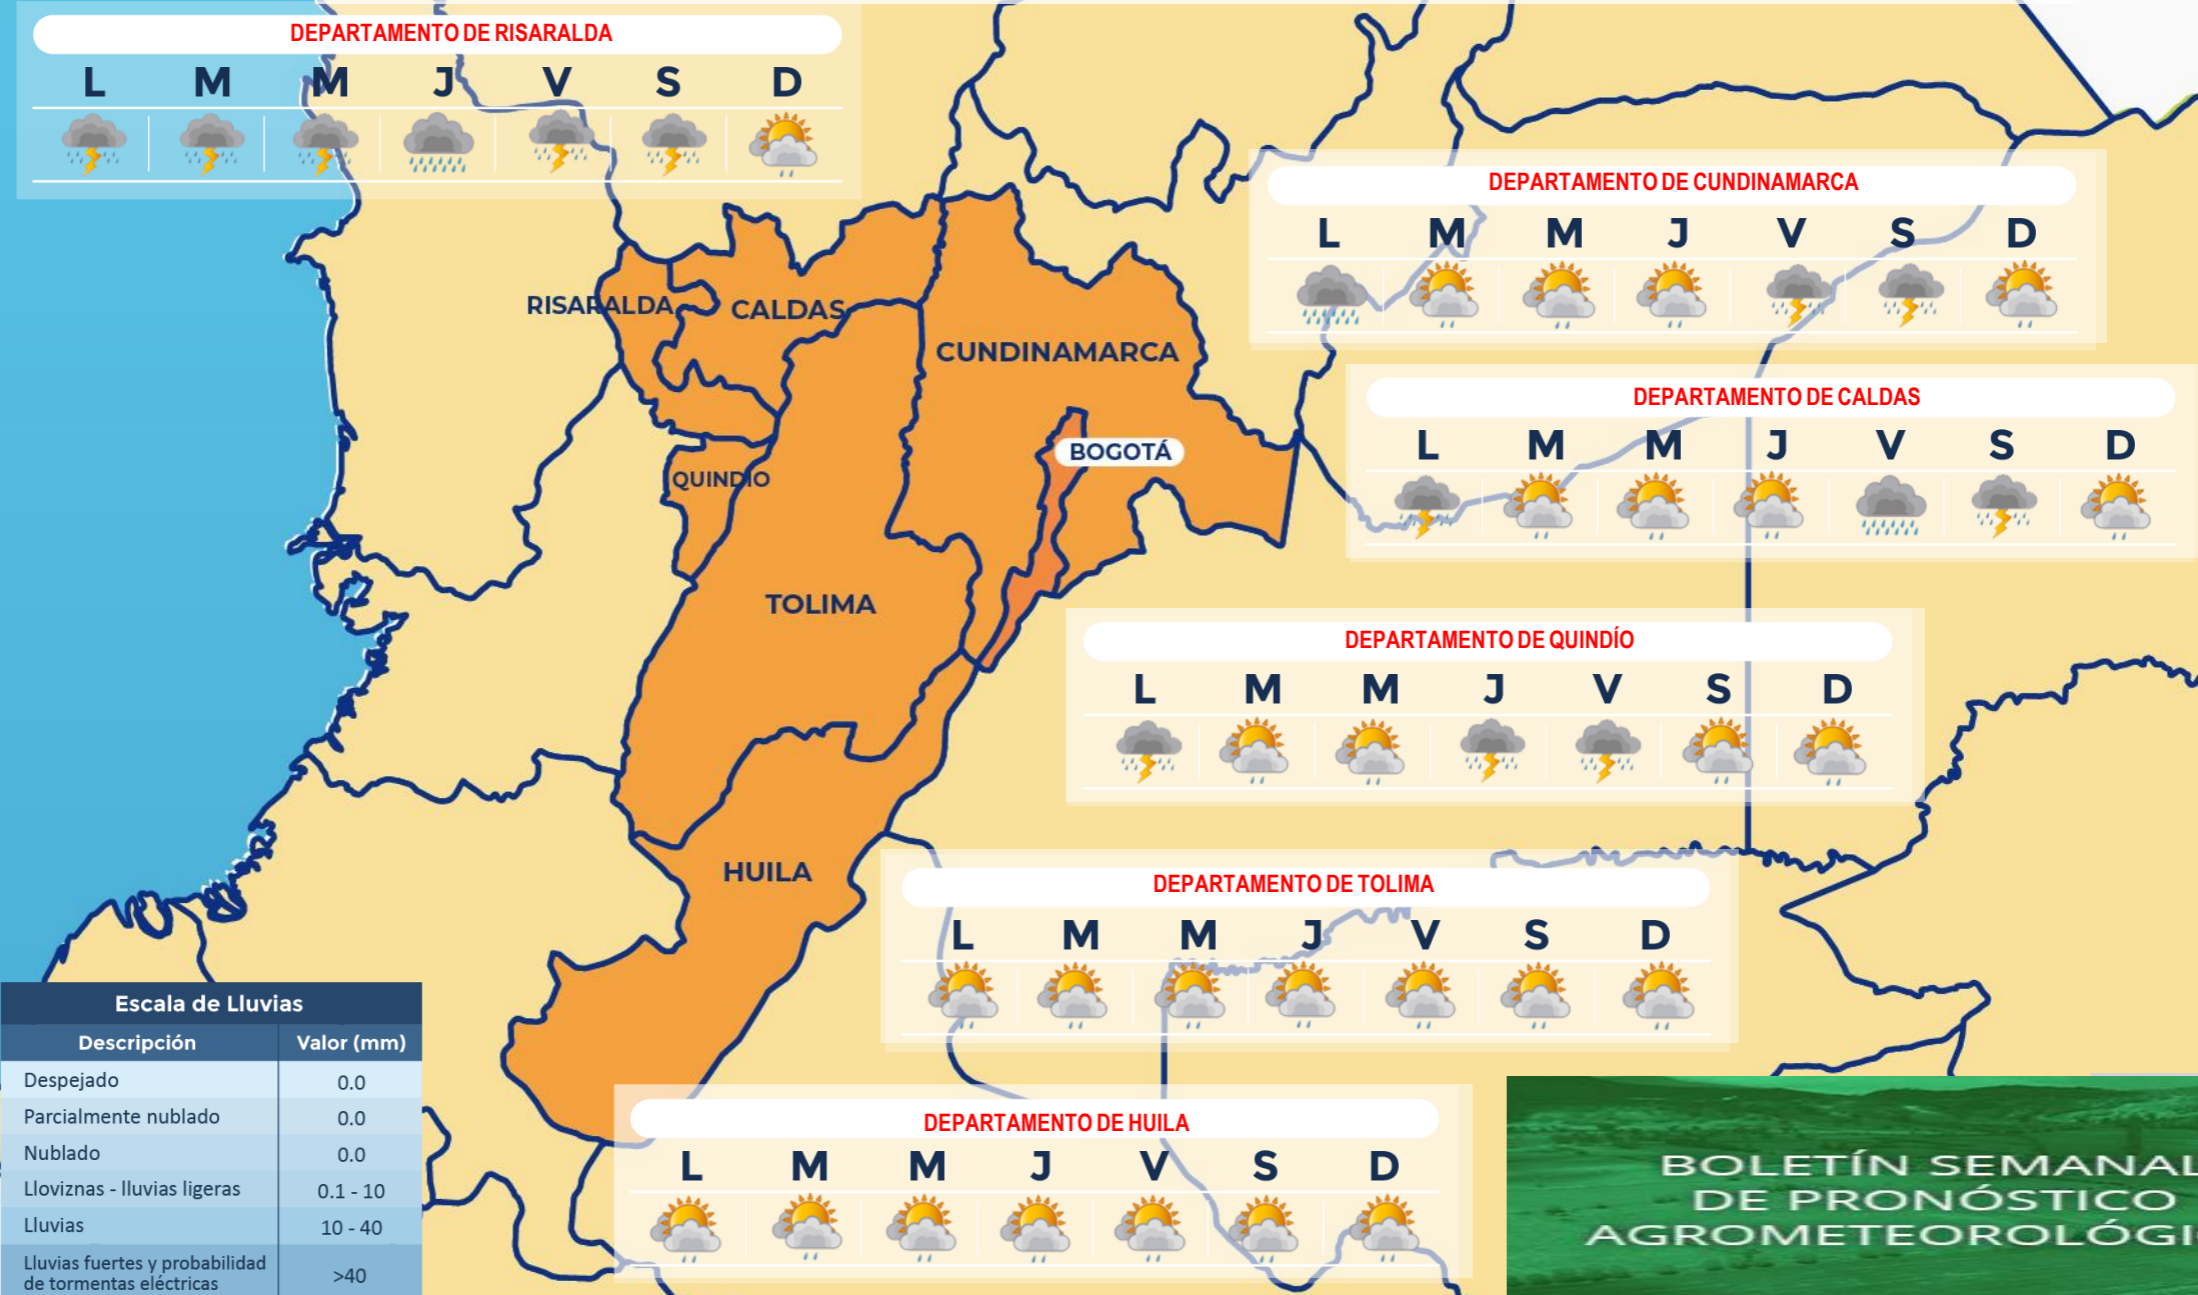 DEPARTAMENTO DE RISARALDA
L M M J V S D
DEPARTAMENTO DE CUNDINAMARCA
L M M J V S D
RISARALDA
CALDAS
CUNDINAMARCA
DEPARTAMENTO DE CALDAS
L M M J V S D
BOGOTÁ
QUINDÍO
TOLIMA
DEPARTAMENTO DE QUINDÍO
L M M J V S D
HUILA
DEPARTAMENTO DE TOLIMA
L M M J V S D
Escala de Lluvias
Descripción Valor (mm)
Despejado 0.0
Parcialmente nublado 0.0
Nublado 0.0
Lloviznas - lluvias ligeras 0.1 - 10
Lluvias 10 - 40
Lluvias fuertes y probabilidad
de tormentas eléctricas >40
DEPARTAMENTO DE HUILA
L M M J V S D
BOLETÍN SEMANAL
DE PRONÓSTICO
AGROMETEOROLÓGI